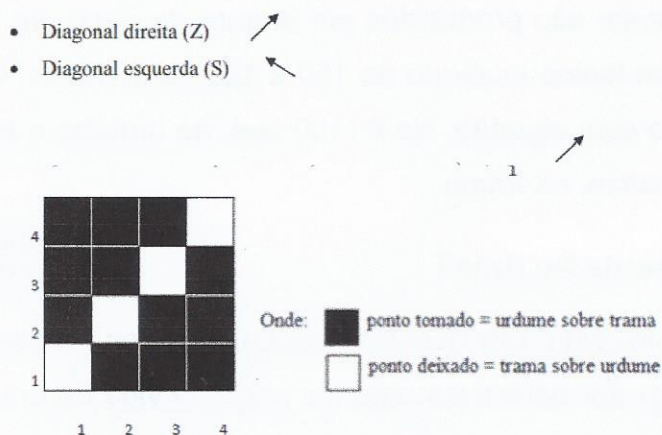 • Diagonal direita (Z)
• Diagonal esquerda (S)
1
4
3
2
1
Onde: ponto tomado = urdume sobre trama
ponto deixado = trama sobre urdume
1 2 3 4